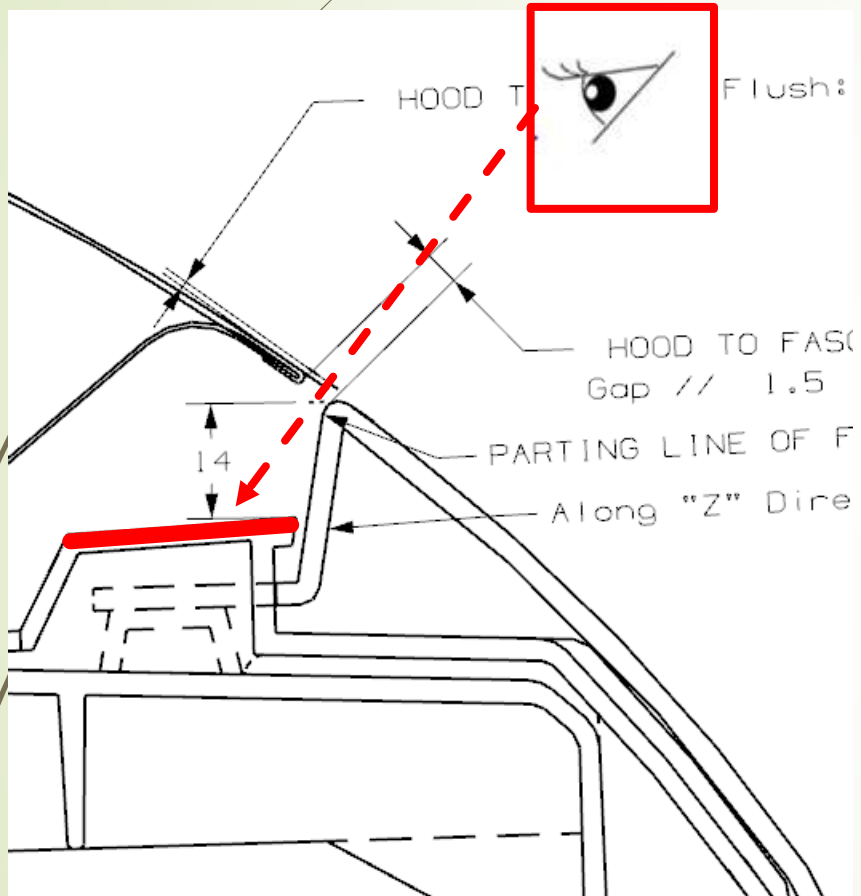 HOOD T Flush:
HOOD TO FASC
Gap // 1.5
14
PARTING LINE OF F
Along "Z" Dire